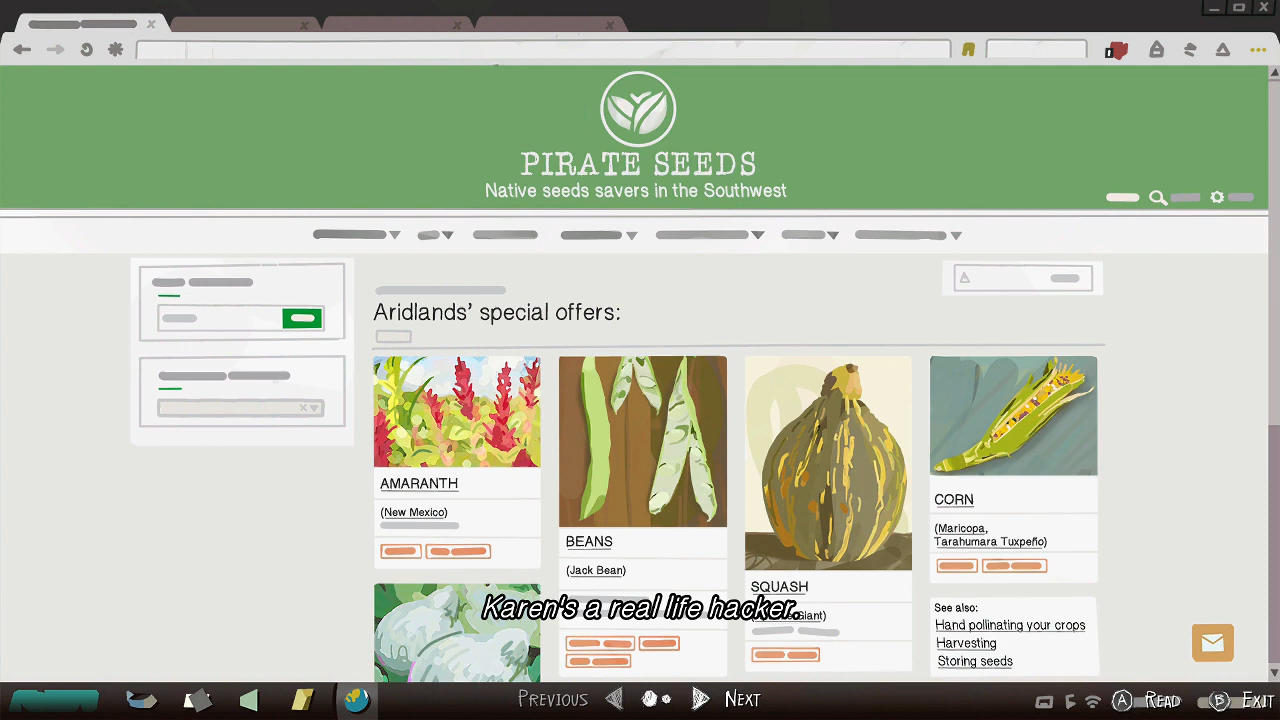 PIRATE SEEDS
Native seeds savers in the Southwest
Aridlands' special offers:
AMARANTH
(New Mexico)
BEANS
(Jack Bean)
SQUASH
Giant)
CORN
(Maricopa,
Tarahumara Tuxpeño)
See also:
Hand pollinating your crops
Harvesting
Storing seeds
Karen's a real life hacker.
PREVIOUS
NEXT
A READ
B EXIT